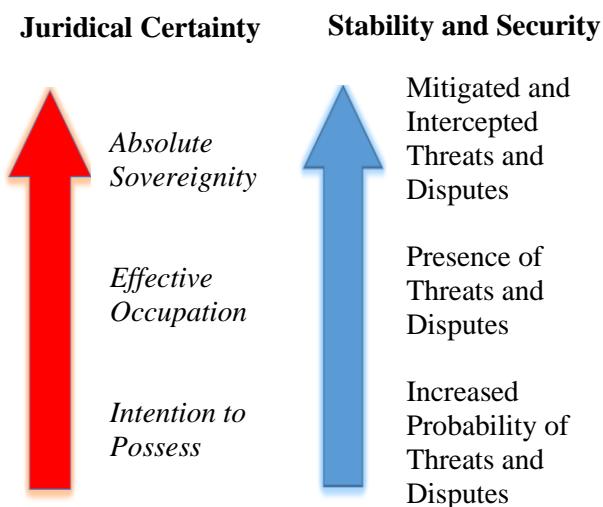 Juridical Certainty
Absolute
Sovereignity
Effective
Occupation
Intention to
Possess
Stability and Security
Mitigated and
Intercepted
Threats and
Disputes
Presence of
Threats and
Disputes
Increased
Probability of
Threats and
Disputes